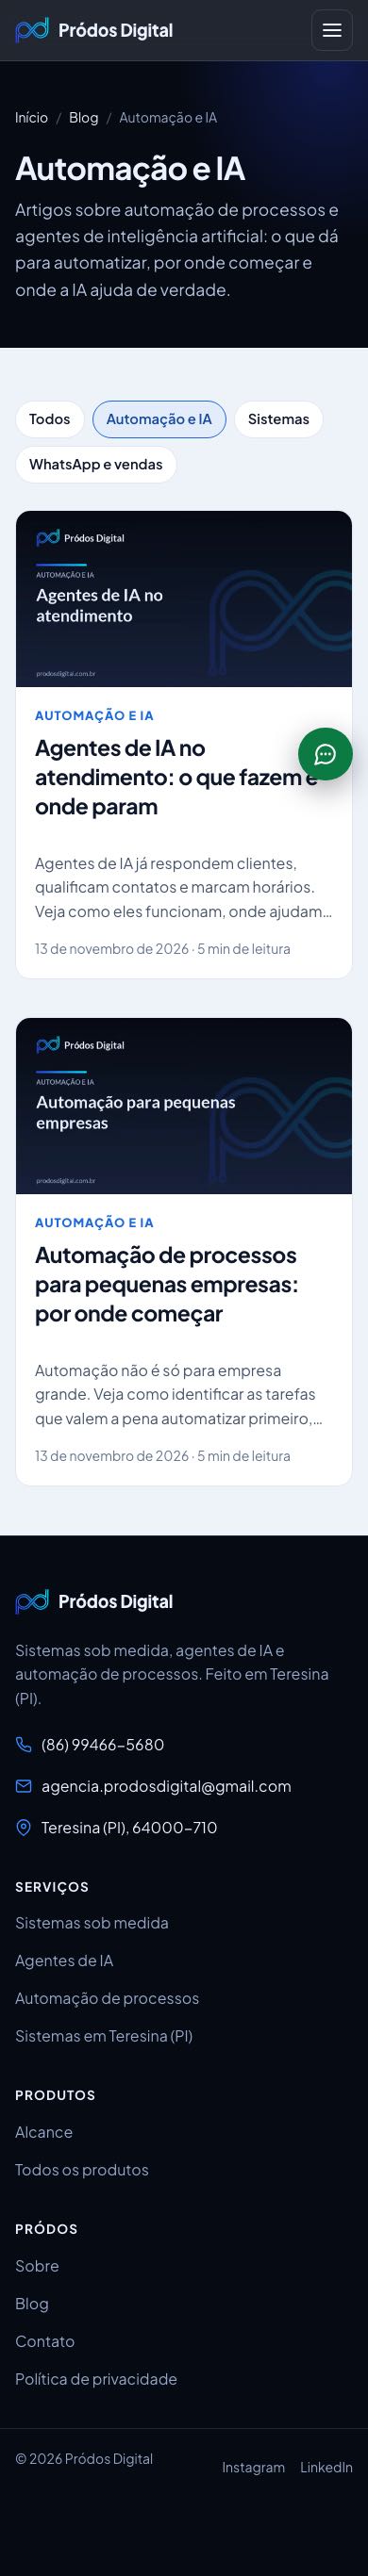 Pródos Digital
Início / Blog / Automação e IA
Automação e IA
Artigos sobre automação de processos e
agentes de inteligência artificial: o que dá
para automatizar, por onde começar e
onde a IA ajuda de verdade.
Todos
Automação e IA
Sistemas
WhatsApp e vendas
Pródos Digital
AUTOMAÇÃO E IA
Agentes de IA no
atendimento
prodosdigital.com.br
AUTOMAÇÃO E IA
Agentes de IA no
atendimento: o que fazem e
onde param
Agentes de IA já respondem clientes,
qualificam contatos e marcam horários.
Veja como eles funcionam, onde ajudam…
13 de novembro de 2026 · 5 min de leitura
Pródos Digital
AUTOMAÇÃO E IA
Automação para pequenas
empresas
prodosdigital.com.br
AUTOMAÇÃO E IA
Automação de processos
para pequenas empresas:
por onde começar
Automação não é só para empresa
grande. Veja como identificar as tarefas
que valem a pena automatizar primeiro,…
13 de novembro de 2026 · 5 min de leitura
Pródos Digital
Sistemas sob medida, agentes de IA e
automação de processos. Feito em Teresina
(PI).
(86) 99466-5680
agencia.prodosdigital@gmail.com
Teresina (PI), 64000-710
SERVIÇOS
Sistemas sob medida
Agentes de IA
Automação de processos
Sistemas em Teresina (PI)
PRODUTOS
Alcance
Todos os produtos
PRÓDOS
Sobre
Blog
Contato
Política de privacidade
© 2026 Pródos Digital
Instagram LinkedIn